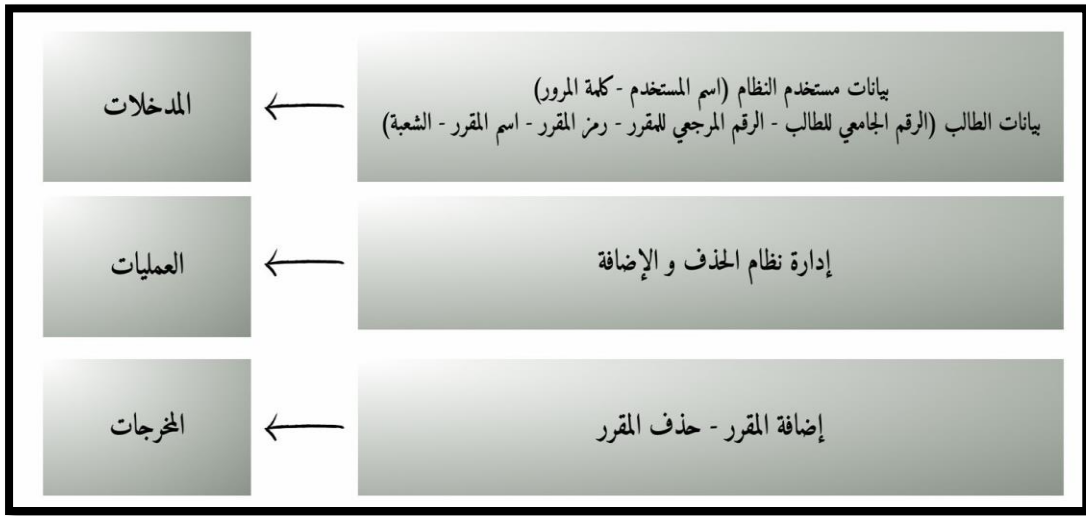 بيانات مستخدم النظام (اسم المستخدم - كلمة المرور)
بيانات الطالب (الرقم الجامعي للطالب - الرقم المرجعي للمقرر - رمز المقرر - اسم المقرر - الشعبة)
المدخلات
إدارة نظام الحذف و الإضافة
العمليات
إضافة المقرر - حذف المقرر
المخرجات